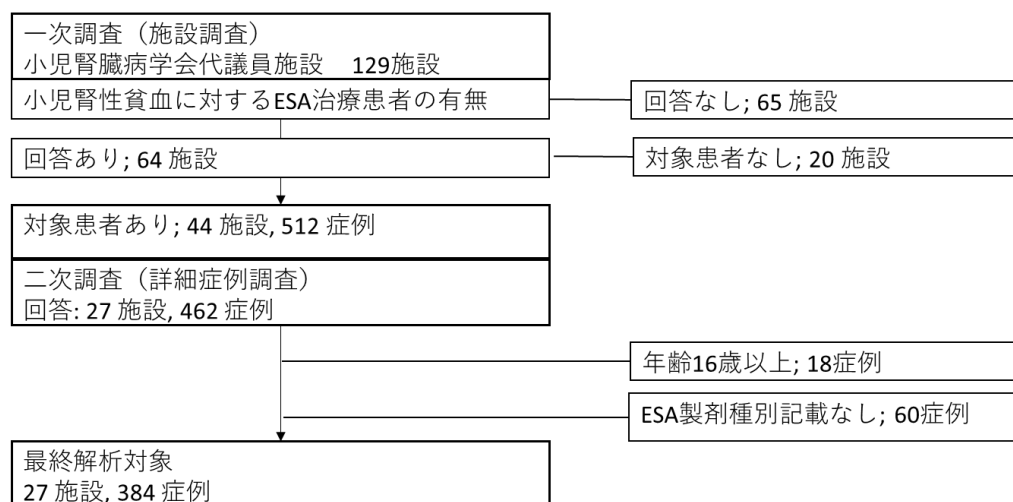 一次調査（施設調査）
小児腎臓病学会代議員施設　129施設
小児腎性貧血に対するESA治療患者の有無
回答なし; 65 施設
回答あり; 64 施設
対象患者なし; 20 施設
対象患者あり; 44 施設, 512 症例
二次調査（詳細症例調査）
回答: 27 施設, 462 症例
年齢16歳以上; 18症例
ESA製剤種別記載なし; 60症例
最終解析対象
27 施設, 384 症例